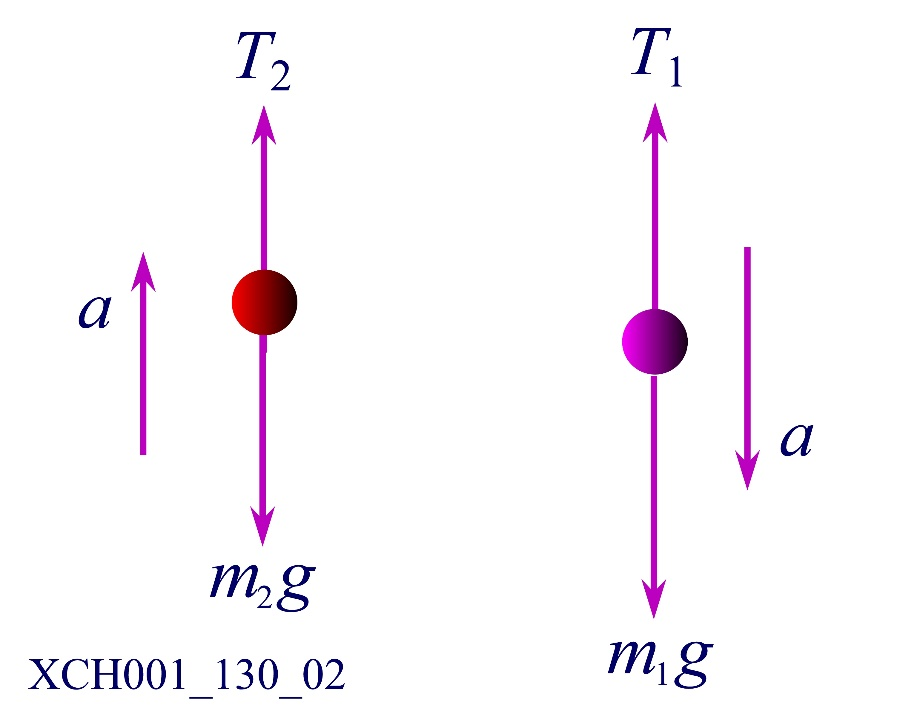 T₂
T₁
a
a
m₂g
m₁g
XCH001_130_02